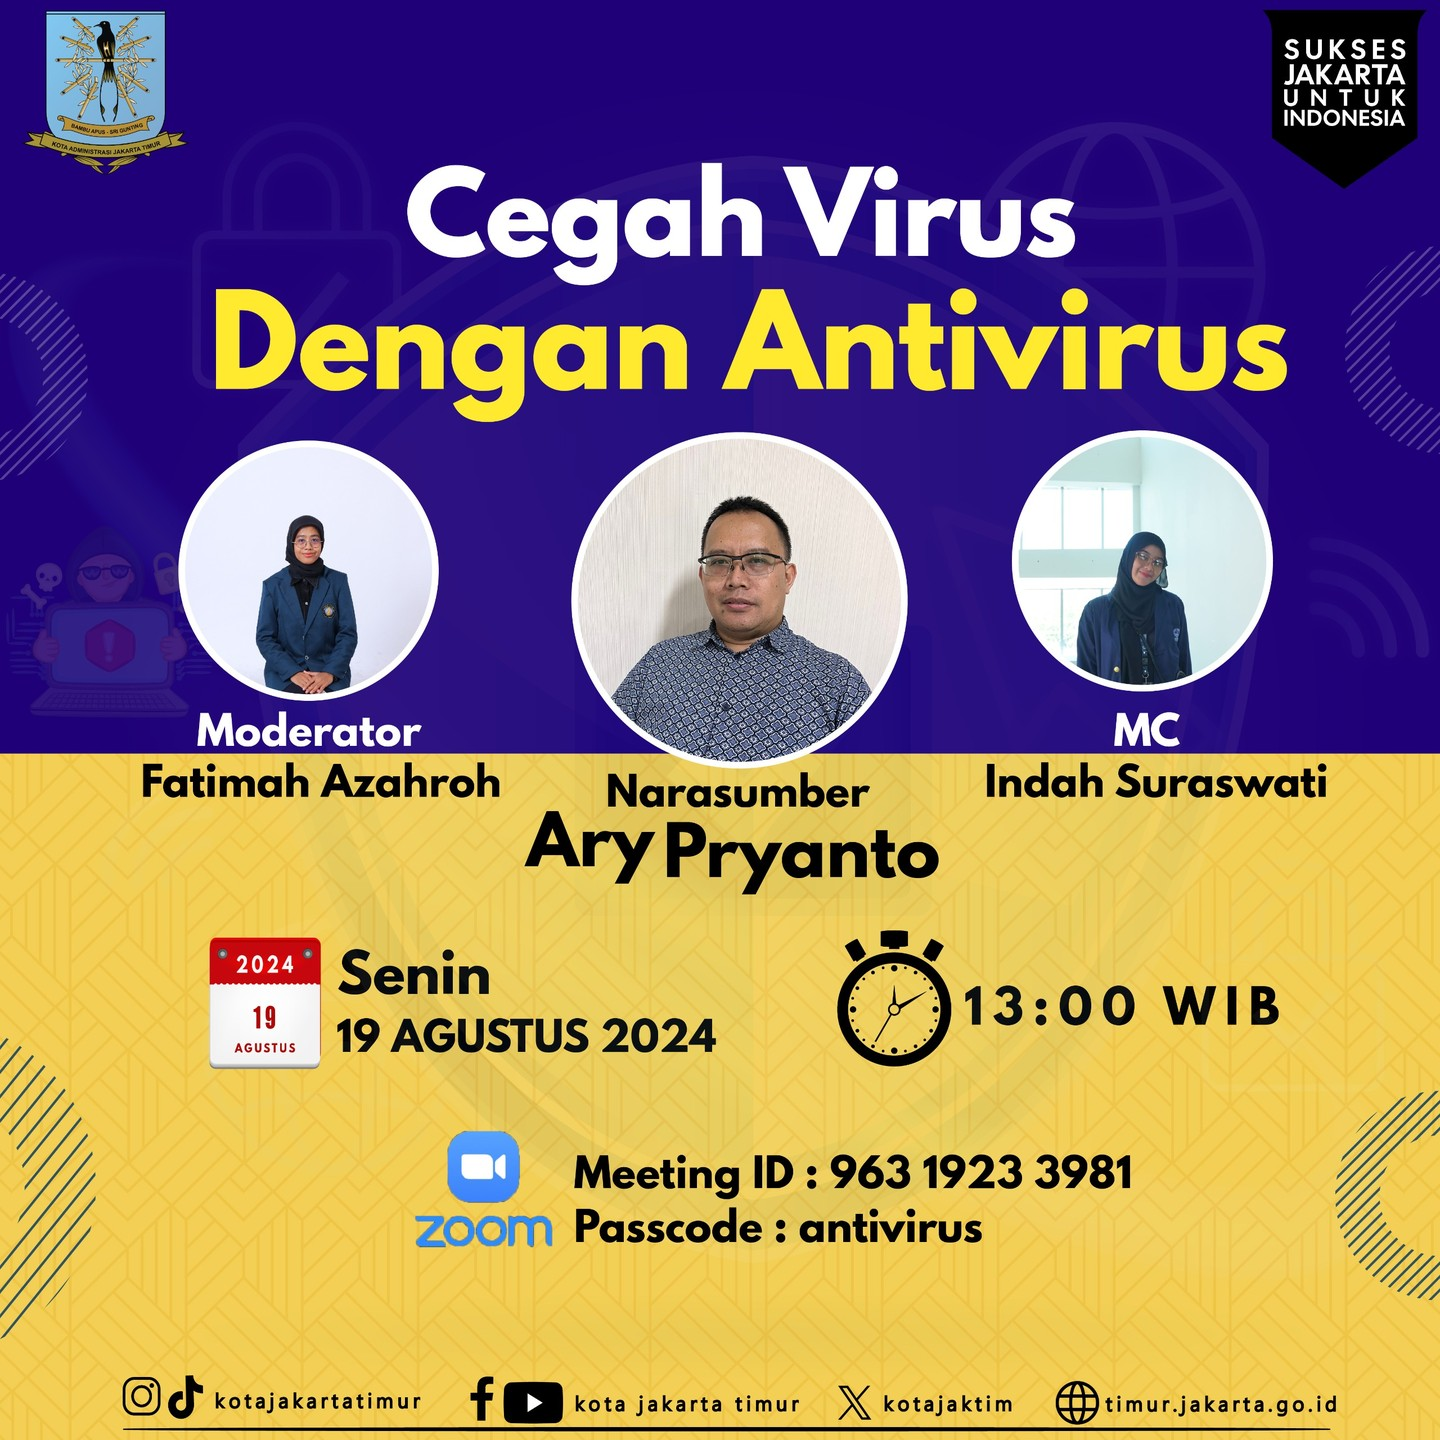 BAMBU APUS - SRI GUNTING
KOTA ADMINISTRASI JAKARTA TIMUR
SUKSES
JAKARTA
UNTUK
INDONESIA
Cegah Virus
Dengan Antivirus
Moderator
Fatimah Azahroh
Narasumber
Ary Pryanto
MC
Indah Suraswati
2024
19
AGUSTUS
Senin
19 AGUSTUS 2024
13:00 WIB
zoom
Meeting ID : 963 1923 3981
Passcode : antivirus
kotajakartatimur
kota jakarta timur
kotajaktim
timur.jakarta.go.id